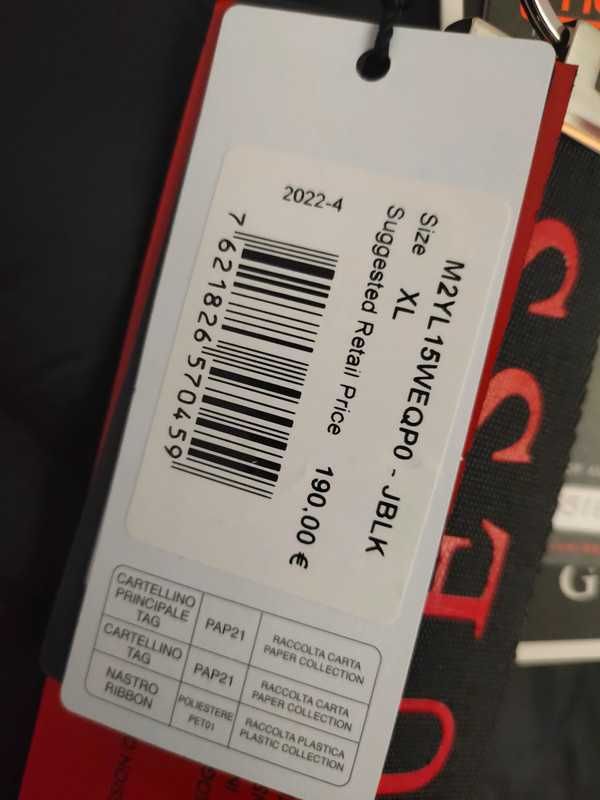 M2YL15WEQP0 - JBLK
Size XL
Suggested Retail Price 190,00 €
2022-4
7 621826 570459
CARTELLINO PRINCIPALE TAG
PAP21
RACCOLTA CARTA PAPER COLLECTION
CARTELLINO TAG
PAP21
RACCOLTA CARTA PAPER COLLECTION
NASTRO RIBBON
POLIESTERE PET01
RACCOLTA PLASTICA PLASTIC COLLECTION
UESS
G